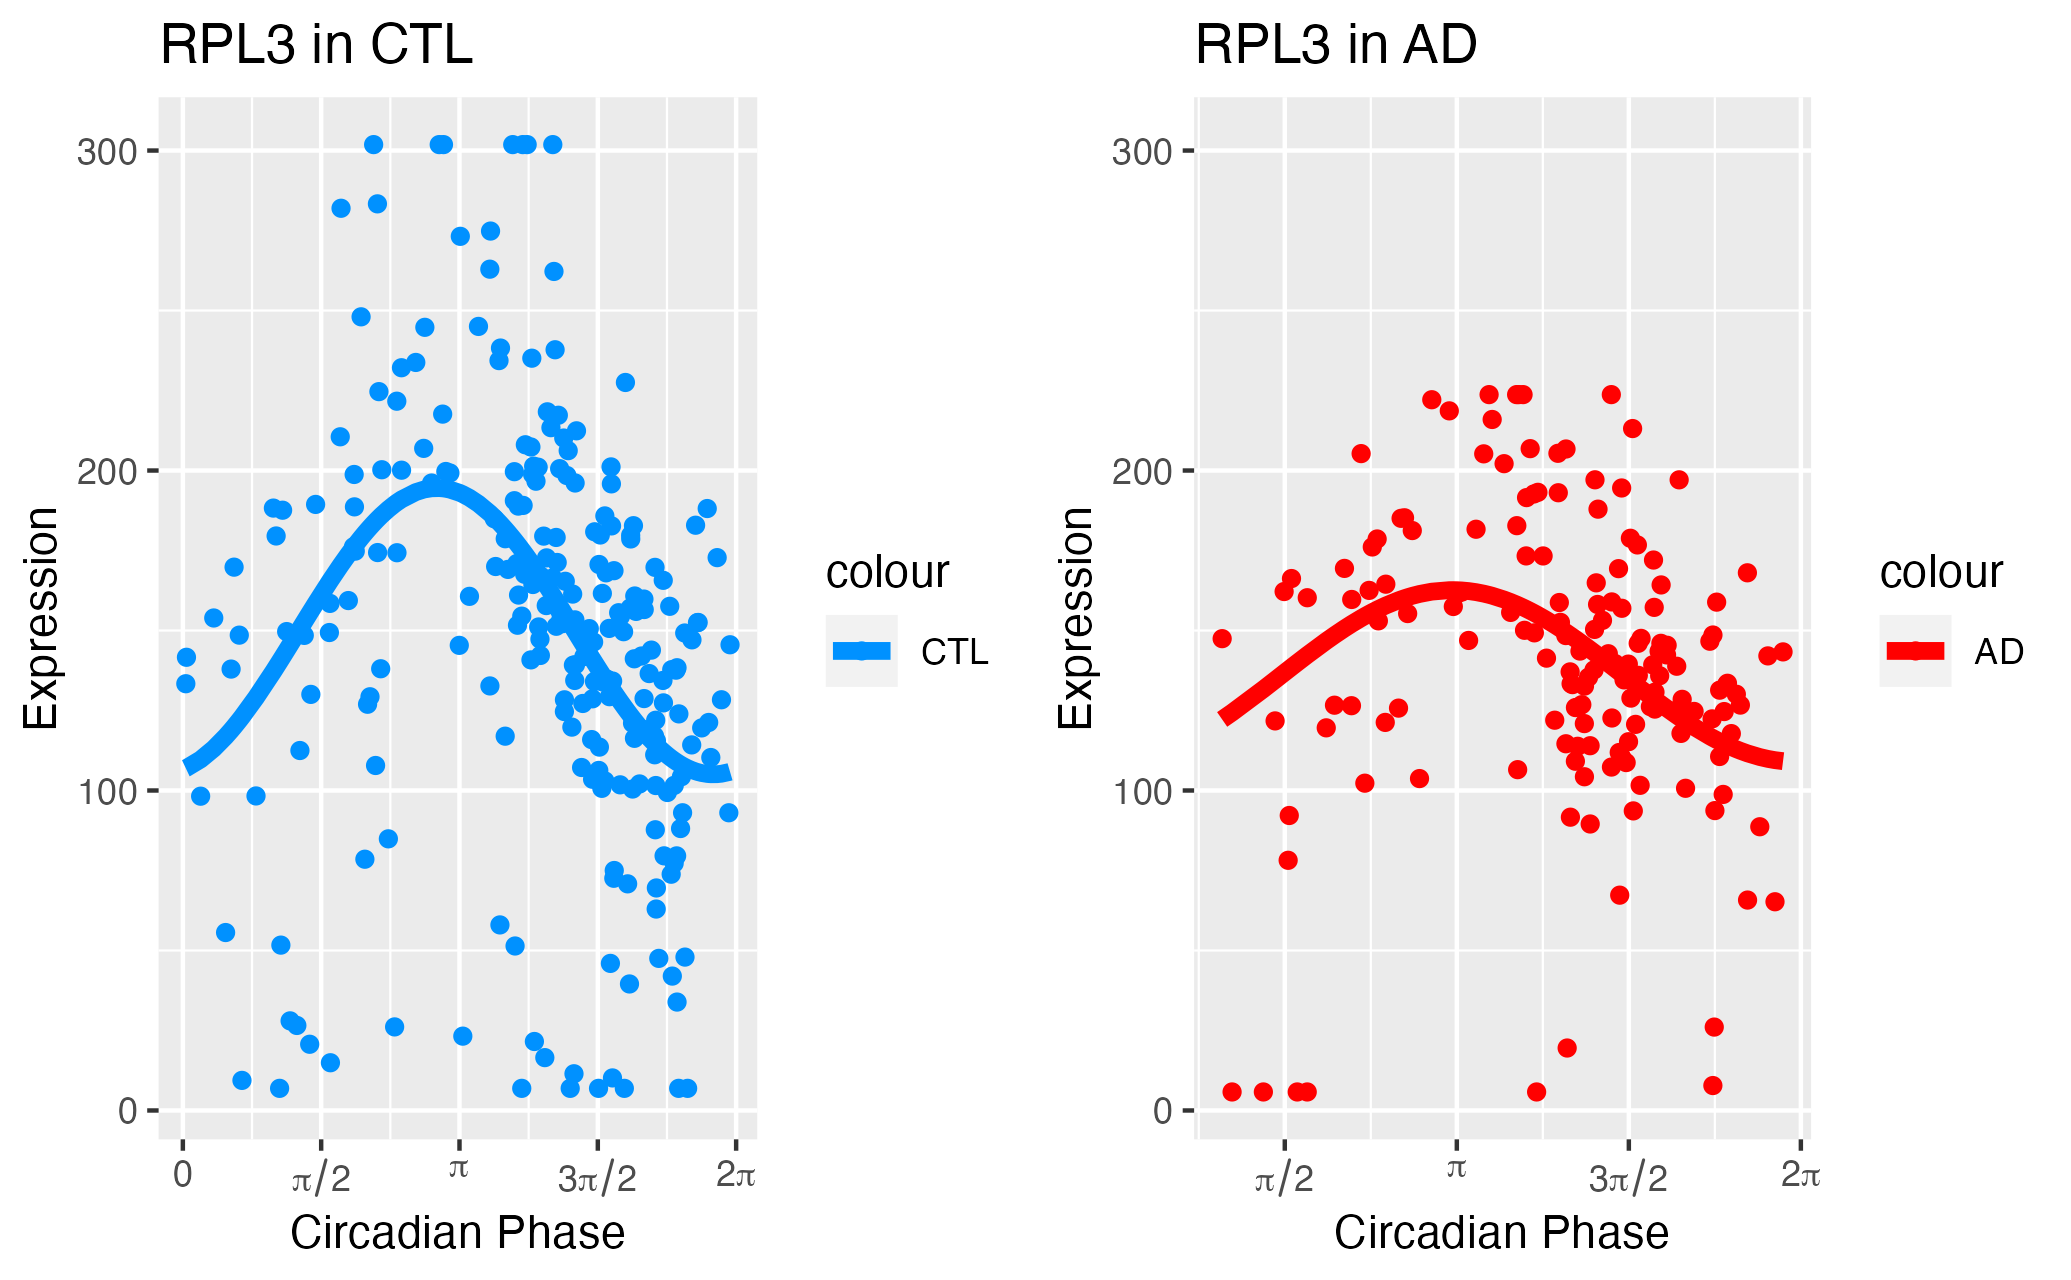 RPL3 in CTL
300
200
100
0
Expression
0
π/2
π
3π/2
2π
Circadian Phase
colour
CTL
RPL3 in AD
300
200
100
0
Expression
π/2
π
3π/2
2π
Circadian Phase
colour
AD